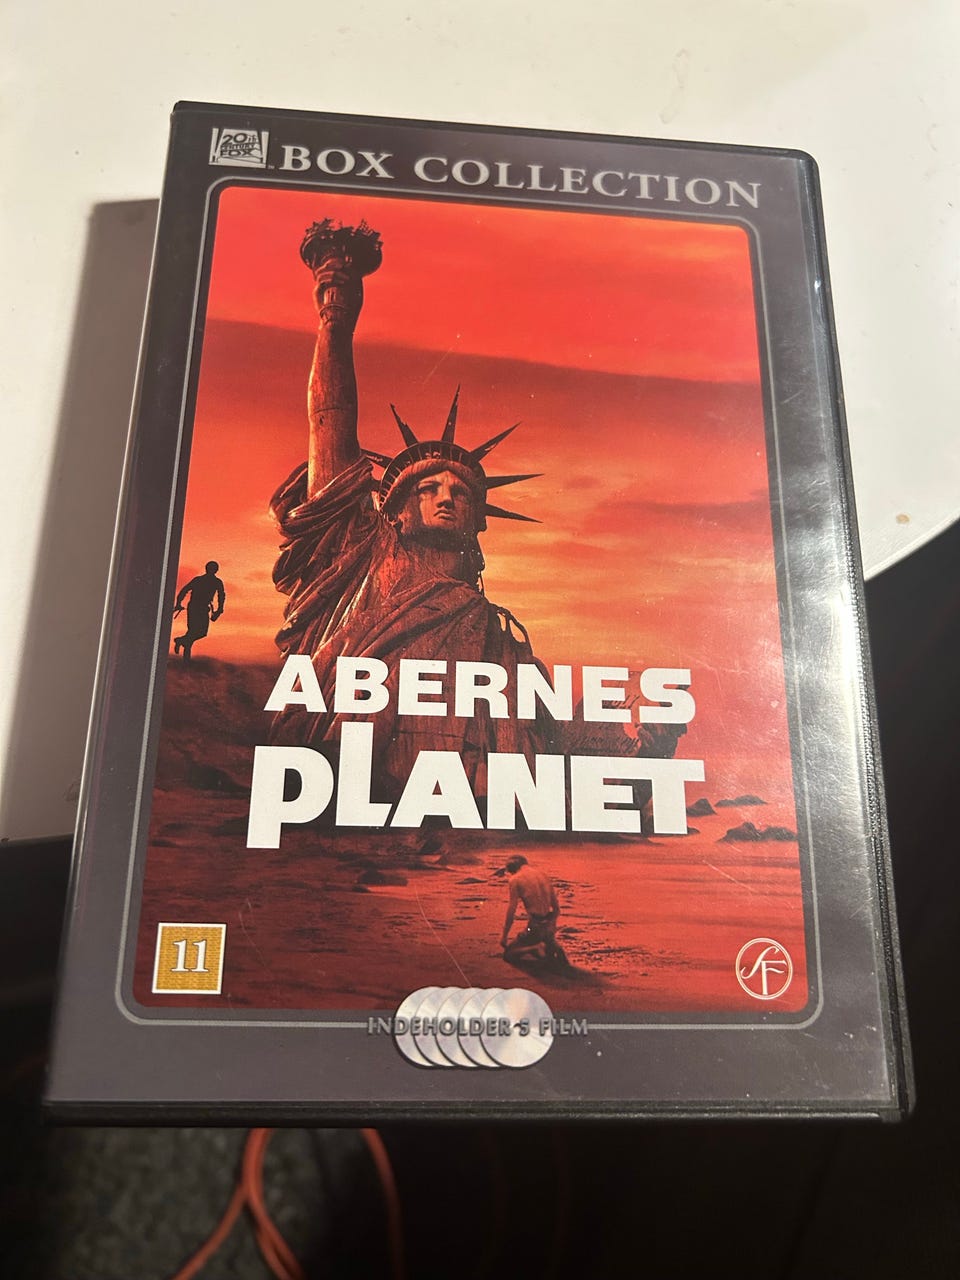 20th
CENTURY
FOX
BOX COLLECTION
ABERNES
PLANET
11
SF
INDEHOLDER 5 FILM